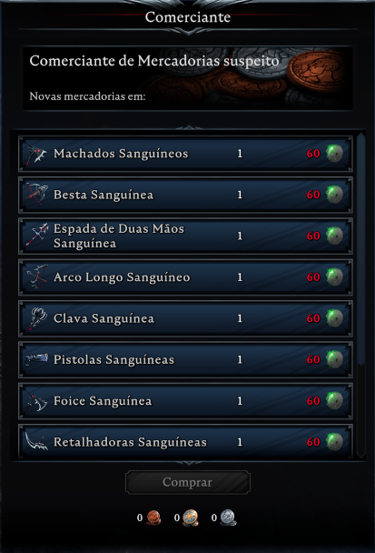 Comerciante
Comerciante de Mercadorias suspeito
Novas mercadorias em:
Machados Sanguíneos 1 60
Besta Sanguínea 1 60
Espada de Duas Mãos
Sanguínea 1 60
Arco Longo Sanguíneo 1 60
Clava Sanguínea 1 60
Pistolas Sanguíneas 1 60
Foice Sanguínea 1 60
Retalhadoras Sanguíneas 1 60
Comprar
0 0 0